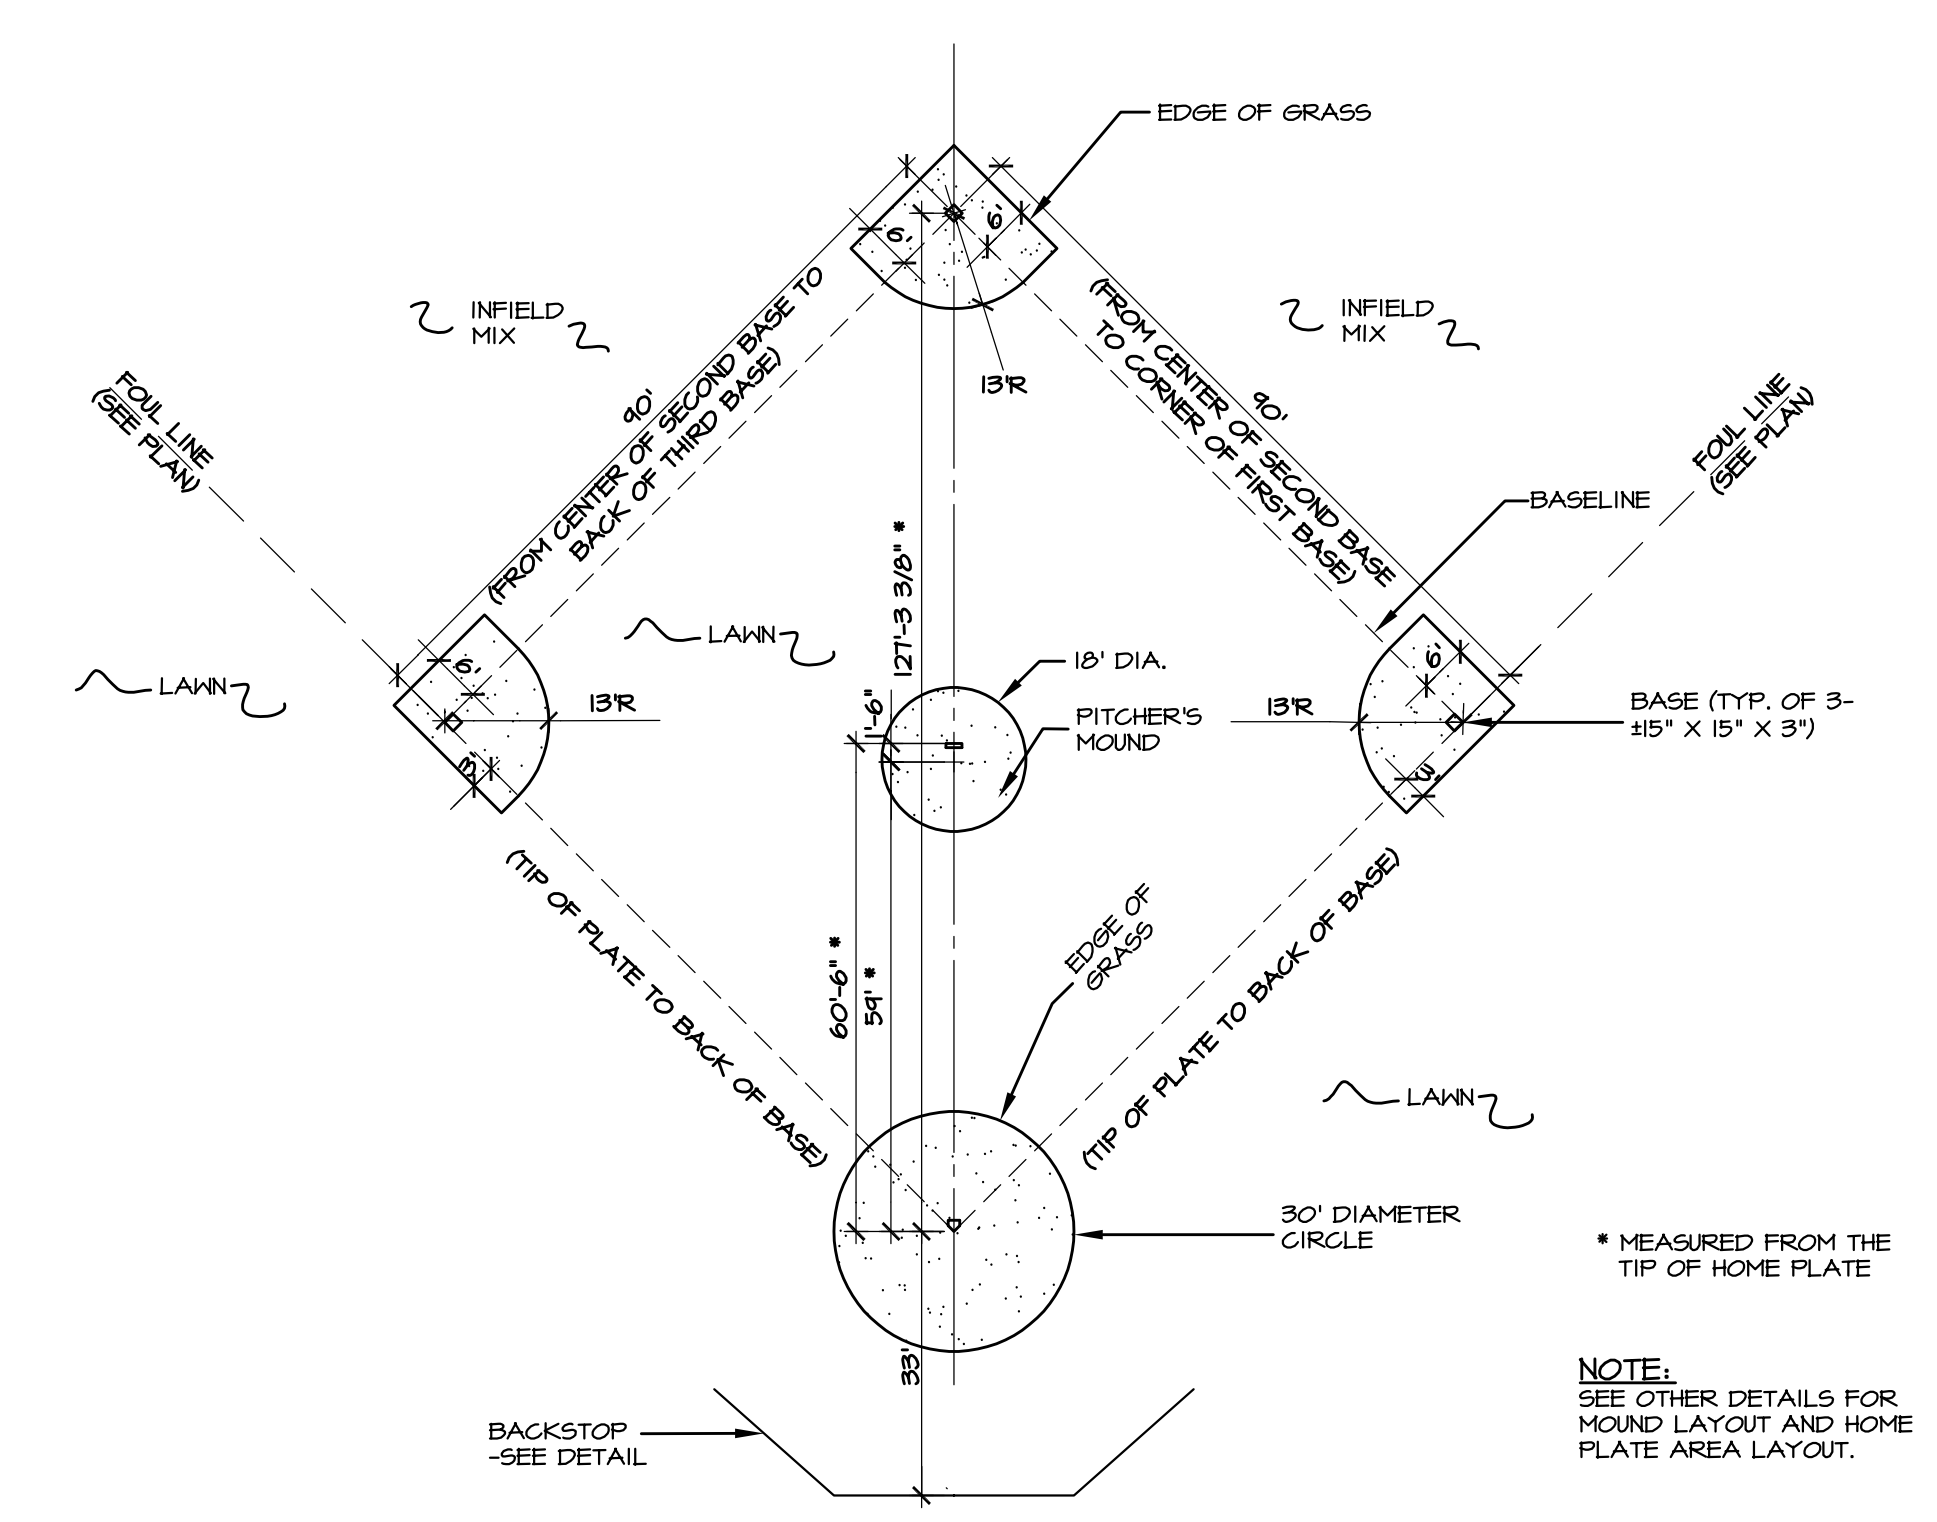 EDGE OF GRASS
6'
6'
INFIELD
MIX
INFIELD
MIX
13'R
90'
(FROM CENTER OF SECOND BASE TO
BACK OF THIRD BASE)
90'
(FROM CENTER OF SECOND BASE
TO CORNER OF FIRST BASE)
FOUL LINE
(SEE PLAN)
FOUL LINE
(SEE PLAN)
BASELINE
127'-3 3/8" *
LAWN
LAWN
6'
13'R
3'
18' DIA.
1'-6"
PITCHER'S
MOUND
6'
13'R
3'
BASE (TYP. OF 3-
±15" X 15" X 3")
(TIP OF PLATE TO BACK OF BASE)
60'-6" *
59' *
EDGE OF
GRASS
(TIP OF PLATE TO BACK OF BASE)
LAWN
30' DIAMETER
CIRCLE
* MEASURED FROM THE
TIP OF HOME PLATE
33'
BACKSTOP
-SEE DETAIL
NOTE:
SEE OTHER DETAILS FOR
MOUND LAYOUT AND HOME
PLATE AREA LAYOUT.